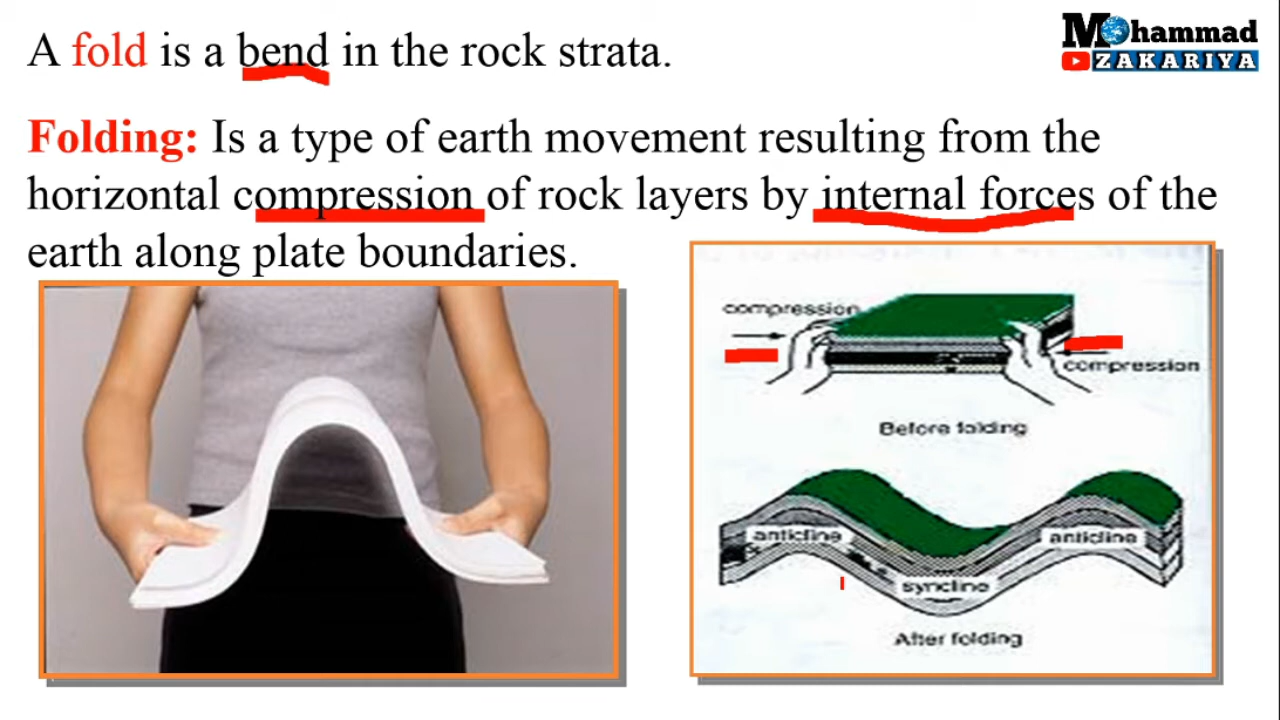 A fold is a bend in the rock strata.
Mohammad
ZAKARIYA
Folding: Is a type of earth movement resulting from the
horizontal compression of rock layers by internal forces of the
earth along plate boundaries.
compression
compression
Before folding
anticline
anticline
syncline
After folding